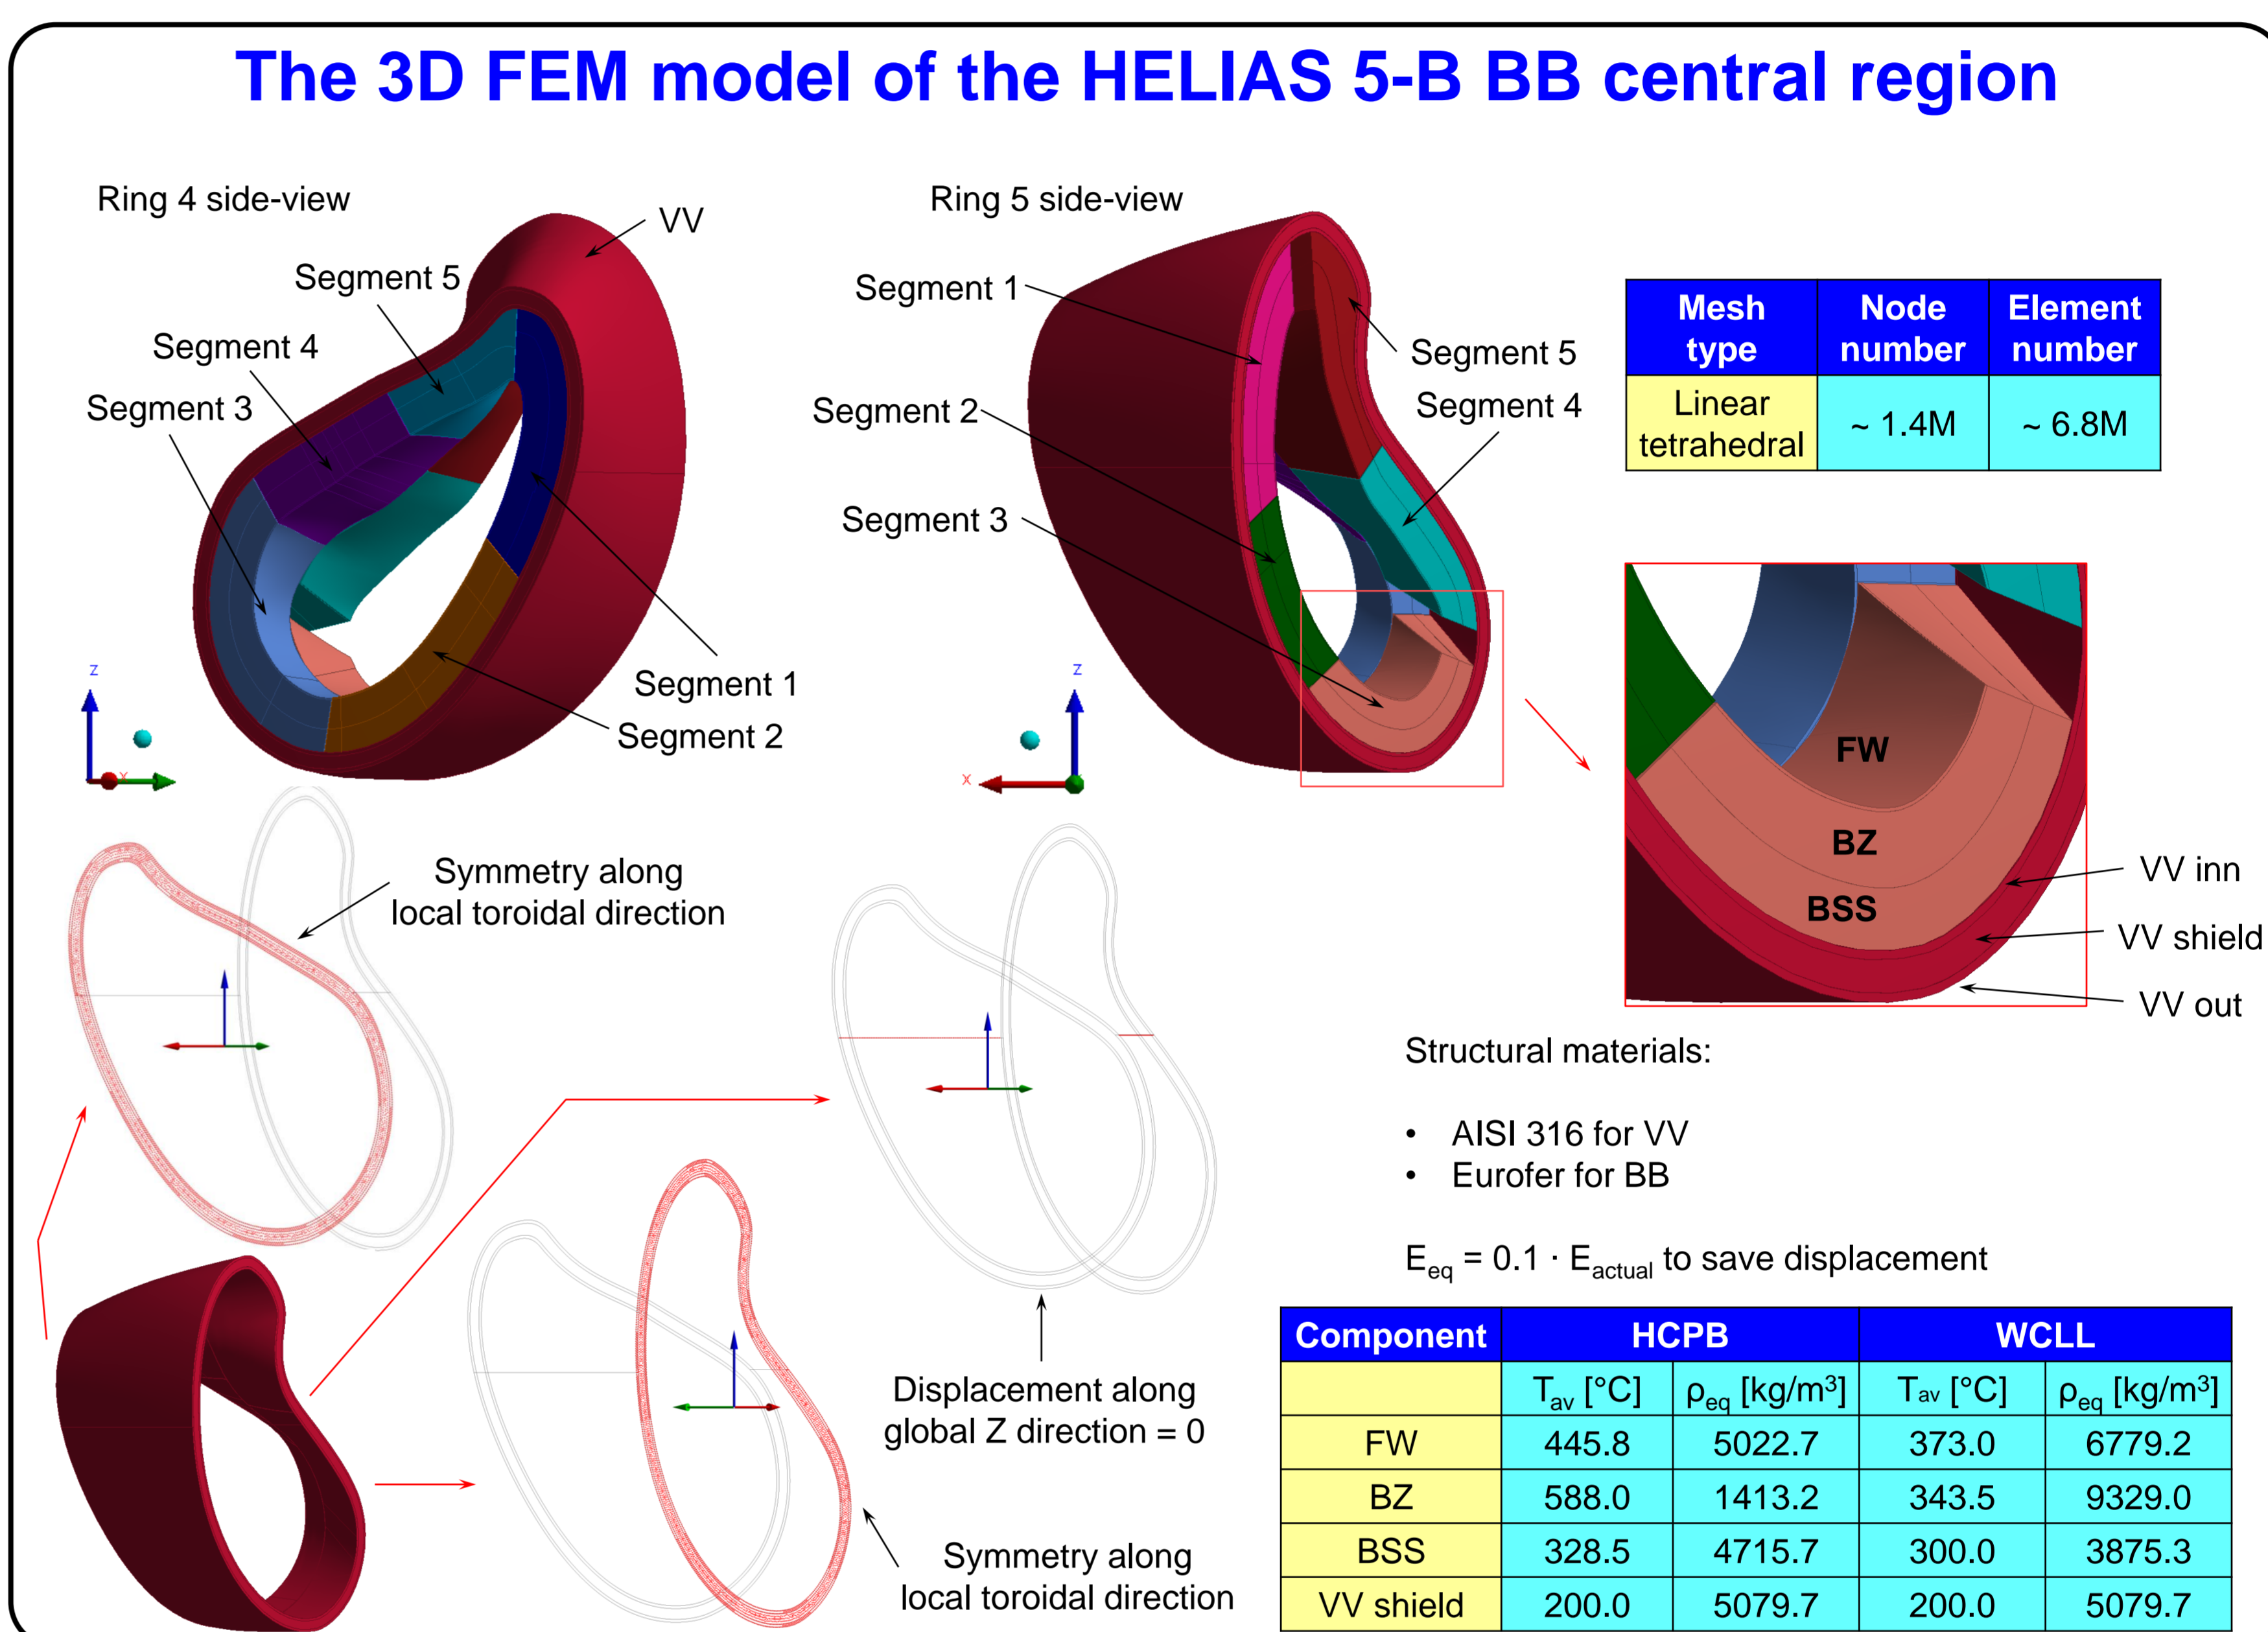 The 3D FEM model of the HELIAS 5-B BB central region
Ring 4 side-view
VV
Segment 5
Segment 4
Segment 3
Segment 1
Segment 2
z
x
Ring 5 side-view
Segment 1
Segment 5
Segment 2
Segment 4
Segment 3
z
x
Mesh type Node number Element number
Linear tetrahedral ~ 1.4M ~ 6.8M
FW
BZ
BSS
VV inn
VV shield
VV out
Symmetry along
local toroidal direction
Displacement along
global Z direction = 0
Symmetry along
local toroidal direction
Structural materials:
• AISI 316 for VV
• Eurofer for BB
E_eq = 0.1 · E_actual to save displacement
Component HCPB WCLL
T_av [°C] ρ_eq [kg/m³] T_av [°C] ρ_eq [kg/m³]
FW 445.8 5022.7 373.0 6779.2
BZ 588.0 1413.2 343.5 9329.0
BSS 328.5 4715.7 300.0 3875.3
VV shield 200.0 5079.7 200.0 5079.7